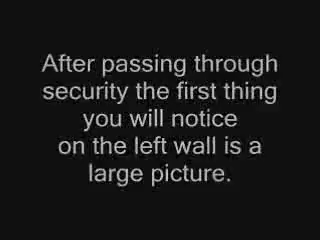 After passing through
security the first thing
you will notice
on the left wall is a
large picture.